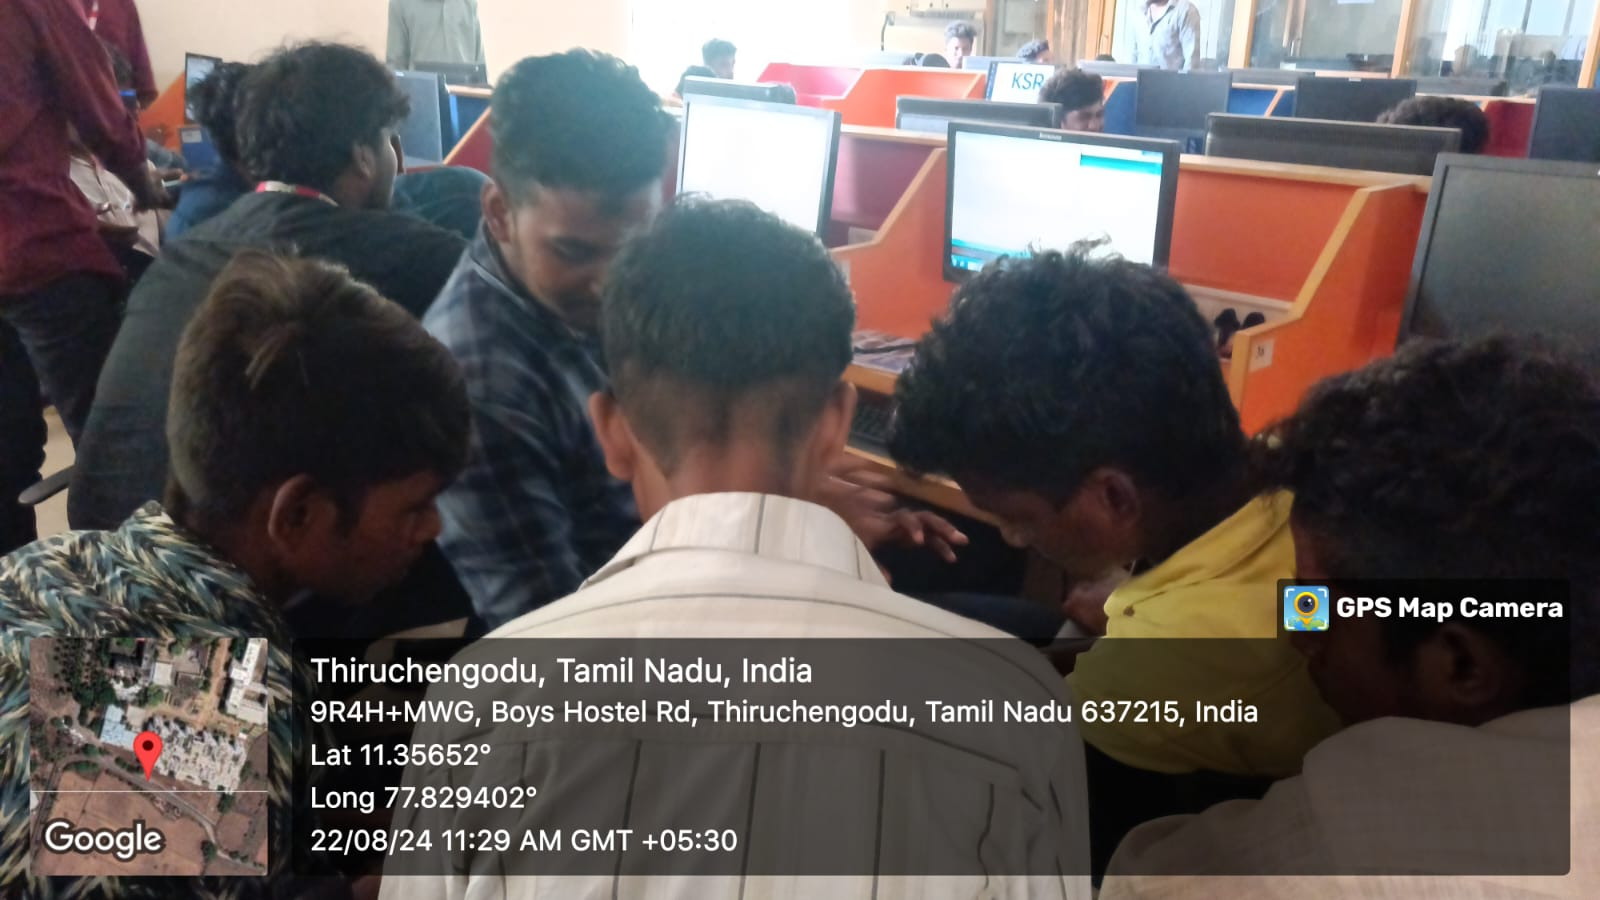 KSR
GPS Map Camera
Thiruchengodu, Tamil Nadu, India
9R4H+MWG, Boys Hostel Rd, Thiruchengodu, Tamil Nadu 637215, India
Lat 11.35652°
Long 77.829402°
22/08/24 11:29 AM GMT +05:30
Google